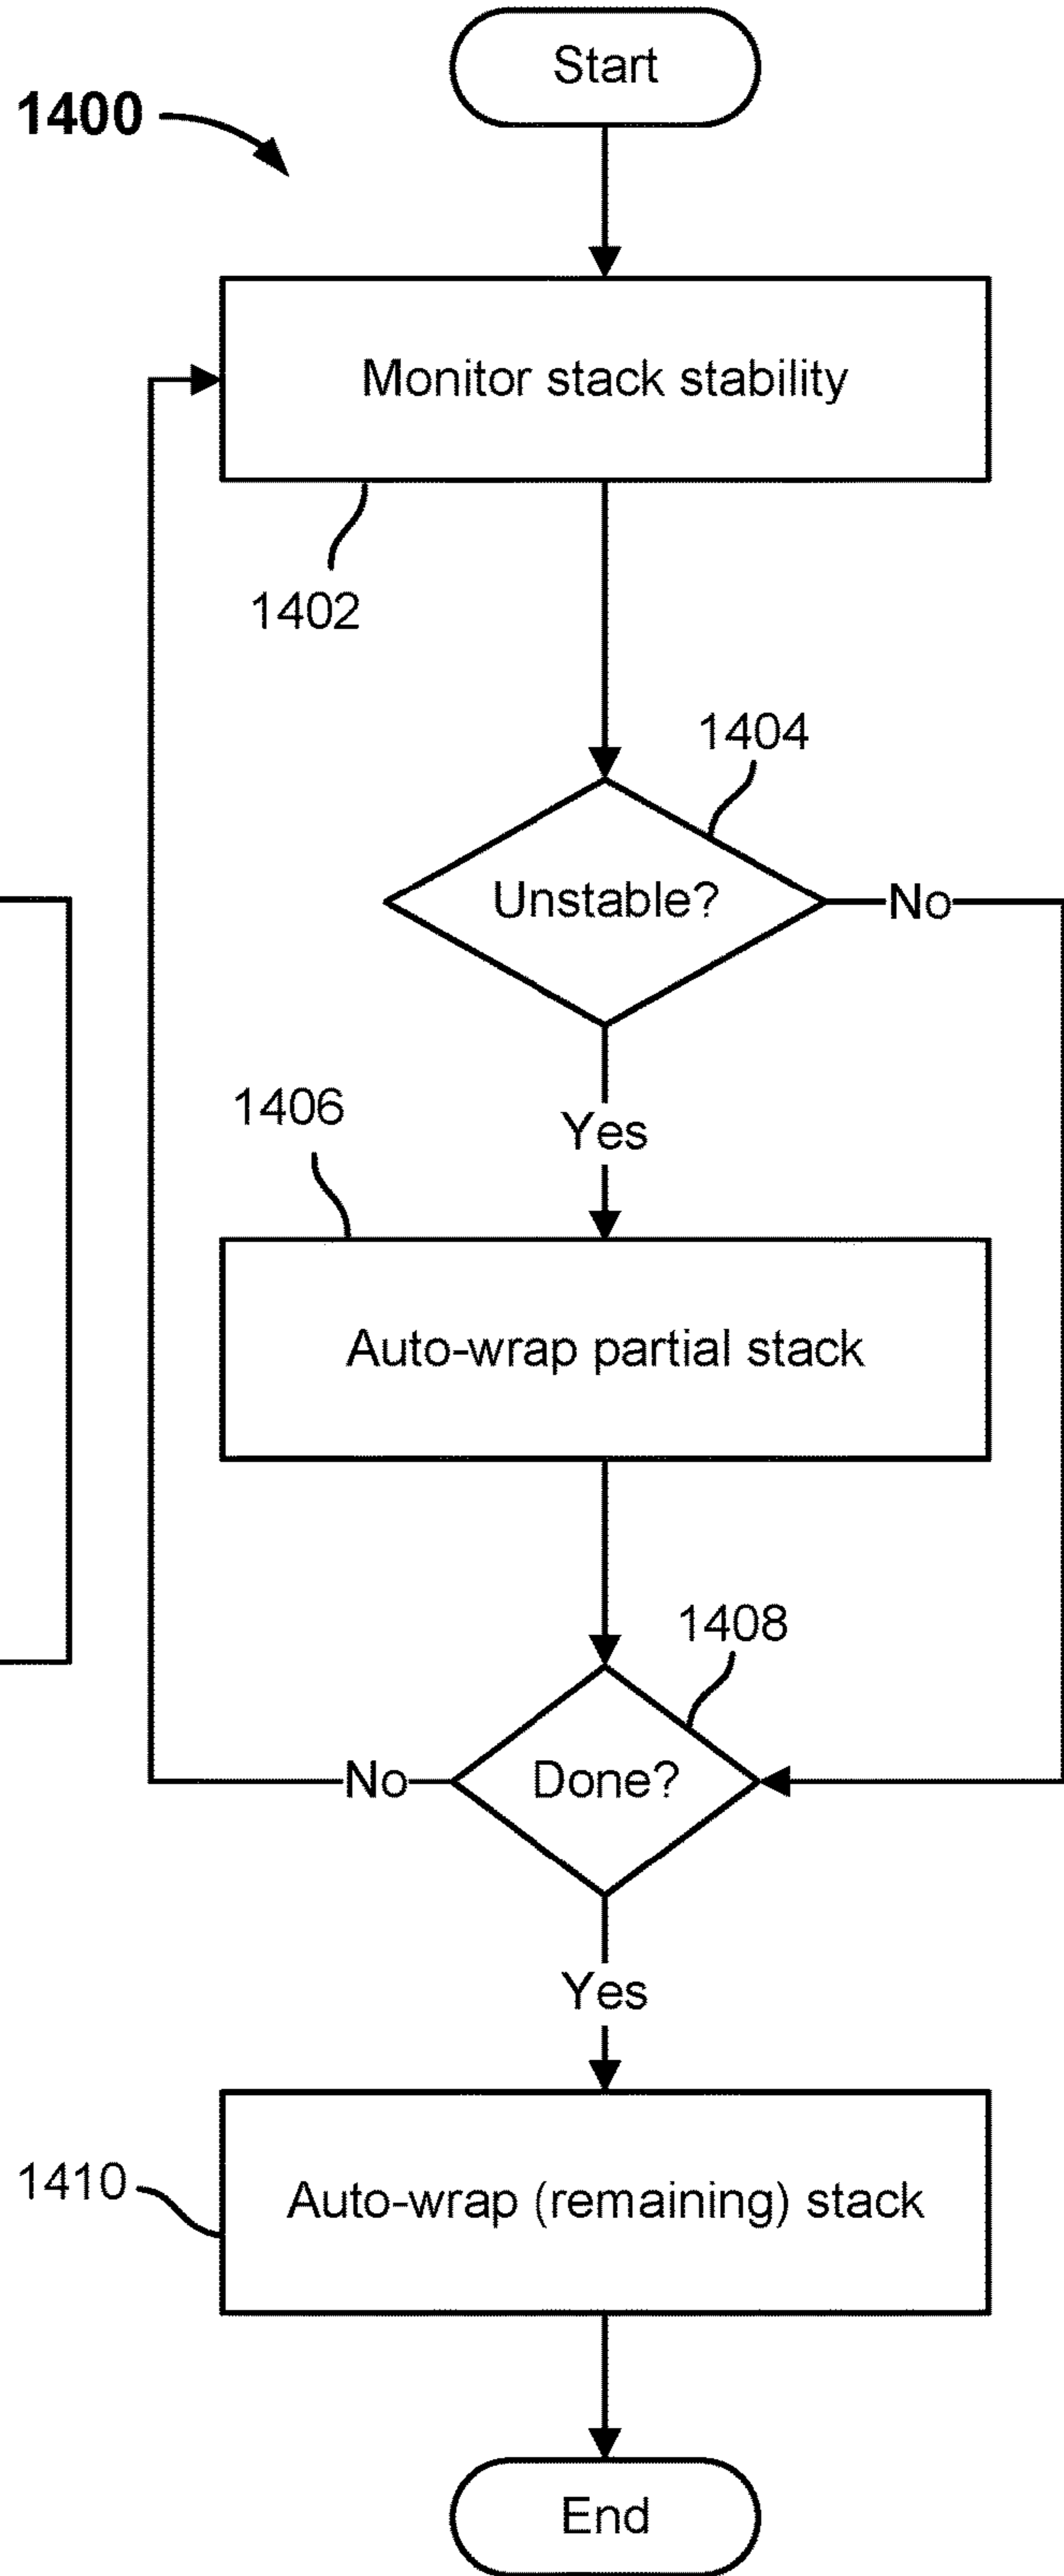 Start
1400
Monitor stack stability
1402
1404
Unstable?
No
Yes
1406
Auto-wrap partial stack
1408
Done?
No
Yes
1410
Auto-wrap (remaining) stack
End